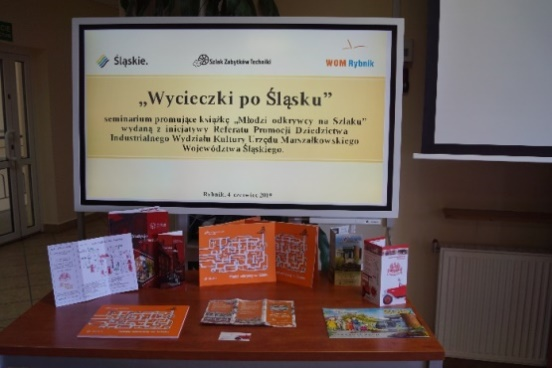 Śląskie.
Szlak Zabytków Techniki
WOM Rybnik
„Wycieczki po Śląsku”
seminarium promujące książkę „Młodzi odkrywcy na Szlaku”
wydaną z inicjatywy Referatu Promocji Dziedzictwa
Industrialnego Wydziału Kultury Urzędu Marszałkowskiego
Województwa Śląskiego.
Rybnik, 4 czerwiec 2019